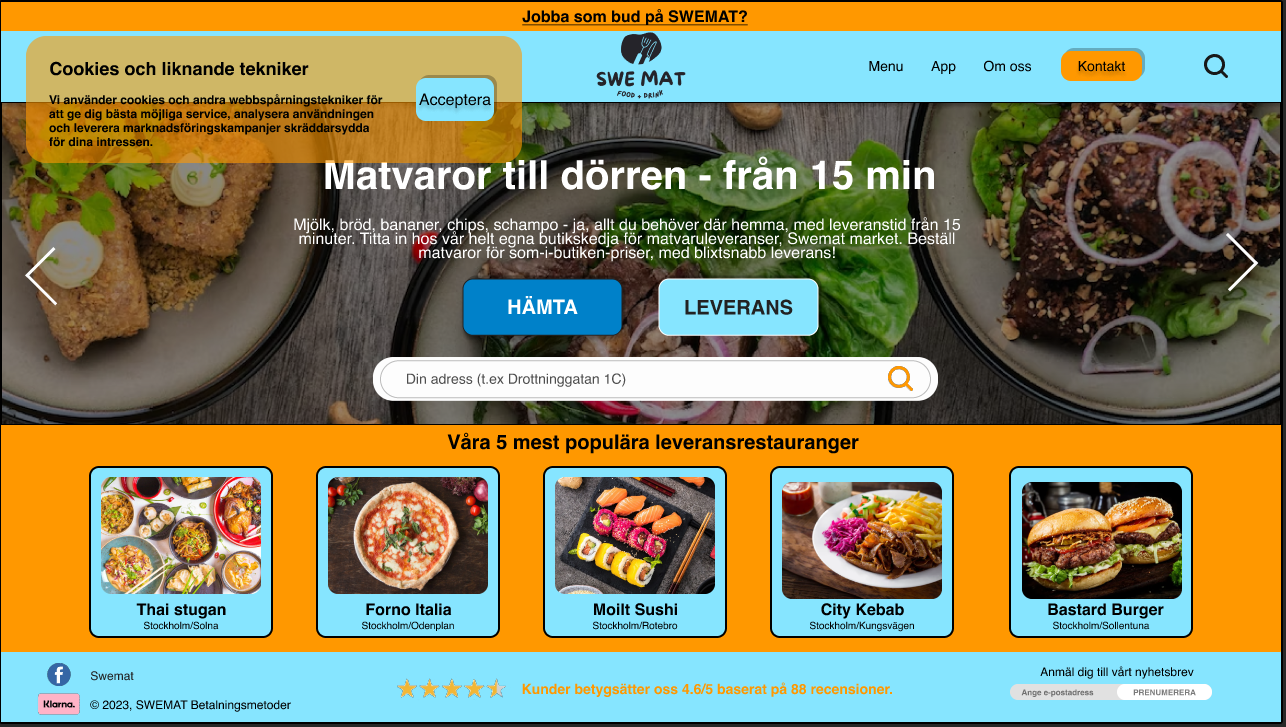 Jobba som bud på SWEMAT?
Cookies och liknande tekniker
Vi använder cookies och andra webbspårningstekniker för
att ge dig bästa möjliga service, analysera användningen
och leverera marknadsföringskampanjer skräddarsydda
för dina intressen.
Acceptera
SWE MAT
FOOD + DRINK
Menu
App
Om oss
Kontakt
Matvaror till dörren - från 15 min
Mjölk, bröd, bananer, chips, schampo - ja, allt du behöver där hemma, med leveranstid från 15
minuter. Titta in hos vår helt egna butikskedja för matvaruleveranser, Swemat market. Beställ
matvaror för som-i-butiken-priser, med blixtsnabb leverans!
HÄMTA
LEVERANS
Din adress (t.ex Drottninggatan 1C)
Våra 5 mest populära leveransrestauranger
Thai stugan
Stockholm/Solna
Forno Italia
Stockholm/Odenplan
Moilt Sushi
Stockholm/Rotebro
City Kebab
Stockholm/Kungsvägen
Bastard Burger
Stockholm/Sollentuna
f
Swemat
Klarna.
© 2023, SWEMAT Betalningsmetoder
Kunder betygsätter oss 4.6/5 baserat på 88 recensioner.
Anmäl dig till vårt nyhetsbrev
Ange e-postadress
PRENUMERERA